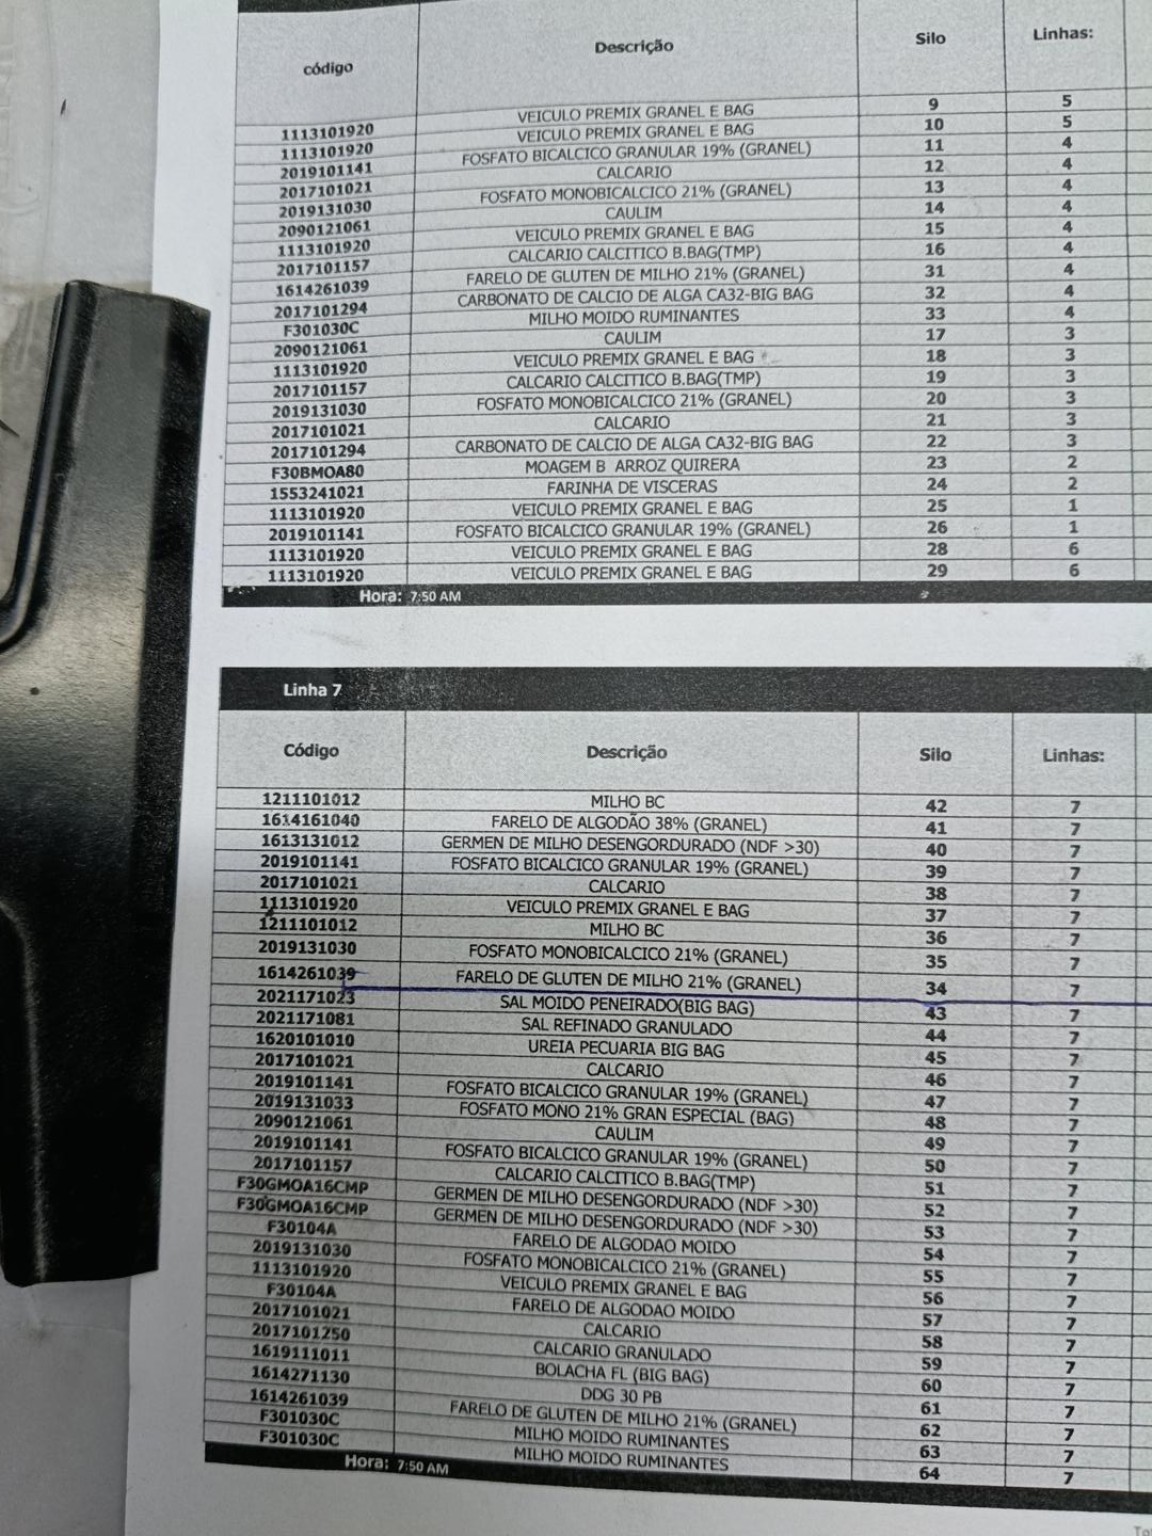 código Descrição Silo Linhas:
1113101920 VEICULO PREMIX GRANEL E BAG 9 5
1113101920 VEICULO PREMIX GRANEL E BAG 10 5
2019101141 FOSFATO BICALCICO GRANULAR 19% (GRANEL) 11 4
2017101021 CALCARIO 12 4
2019131030 FOSFATO MONOBICALCICO 21% (GRANEL) 13 4
2090121061 CAULIM 14 4
1113101920 VEICULO PREMIX GRANEL E BAG 15 4
2017101157 CALCARIO CALCITICO B.BAG(TMP) 16 4
1614261039 FARELO DE GLUTEN DE MILHO 21% (GRANEL) 31 4
2017101294 CARBONATO DE CALCIO DE ALGA CA32-BIG BAG 32 4
F301030C MILHO MOIDO RUMINANTES 33 4
2090121061 CAULIM 17 3
1113101920 VEICULO PREMIX GRANEL E BAG 18 3
2017101157 CALCARIO CALCITICO B.BAG(TMP) 19 3
2019131030 FOSFATO MONOBICALCICO 21% (GRANEL) 20 3
2017101021 CALCARIO 21 3
2017101294 CARBONATO DE CALCIO DE ALGA CA32-BIG BAG 22 3
F30BMOA80 MOAGEM B ARROZ QUIRERA 23 2
1553241021 FARINHA DE VISCERAS 24 2
1113101920 VEICULO PREMIX GRANEL E BAG 25 1
2019101141 FOSFATO BICALCICO GRANULAR 19% (GRANEL) 26 1
1113101920 VEICULO PREMIX GRANEL E BAG 28 6
1113101920 VEICULO PREMIX GRANEL E BAG 29 6
Hora: 7:50 AM
Linha 7
Código Descrição Silo Linhas:
1211101012 MILHO BC 42 7
1614161040 FARELO DE ALGODÃO 38% (GRANEL) 41 7
1613131012 GERMEN DE MILHO DESENGORDURADO (NDF >30) 40 7
2019101141 FOSFATO BICALCICO GRANULAR 19% (GRANEL) 39 7
2017101021 CALCARIO 38 7
1113101920 VEICULO PREMIX GRANEL E BAG 37 7
1211101012 MILHO BC 36 7
2019131030 FOSFATO MONOBICALCICO 21% (GRANEL) 35 7
1614261039 FARELO DE GLUTEN DE MILHO 21% (GRANEL) 34 7
2021171023 SAL MOIDO PENEIRADO(BIG BAG) 43 7
2021171081 SAL REFINADO GRANULADO 44 7
1620101010 UREIA PECUARIA BIG BAG 45 7
2017101021 CALCARIO 46 7
2019101141 FOSFATO BICALCICO GRANULAR 19% (GRANEL) 47 7
2019131033 FOSFATO MONO 21% GRAN ESPECIAL (BAG) 48 7
2090121061 CAULIM 49 7
2019101141 FOSFATO BICALCICO GRANULAR 19% (GRANEL) 50 7
2017101157 CALCARIO CALCITICO B.BAG(TMP) 51 7
F30GMOA16CMP GERMEN DE MILHO DESENGORDURADO (NDF >30) 52 7
F30GMOA16CMP GERMEN DE MILHO DESENGORDURADO (NDF >30) 53 7
F30104A FARELO DE ALGODAO MOIDO 54 7
2019131030 FOSFATO MONOBICALCICO 21% (GRANEL) 55 7
1113101920 VEICULO PREMIX GRANEL E BAG 56 7
F30104A FARELO DE ALGODAO MOIDO 57 7
2017101021 CALCARIO 58 7
2017101250 CALCARIO GRANULADO 59 7
1619111011 BOLACHA FL (BIG BAG) 60 7
1614271130 DDG 30 PB 61 7
1614261039 FARELO DE GLUTEN DE MILHO 21% (GRANEL) 62 7
F301030C MILHO MOIDO RUMINANTES 63 7
F301030C MILHO MOIDO RUMINANTES 64 7
Hora: 7:50 AM